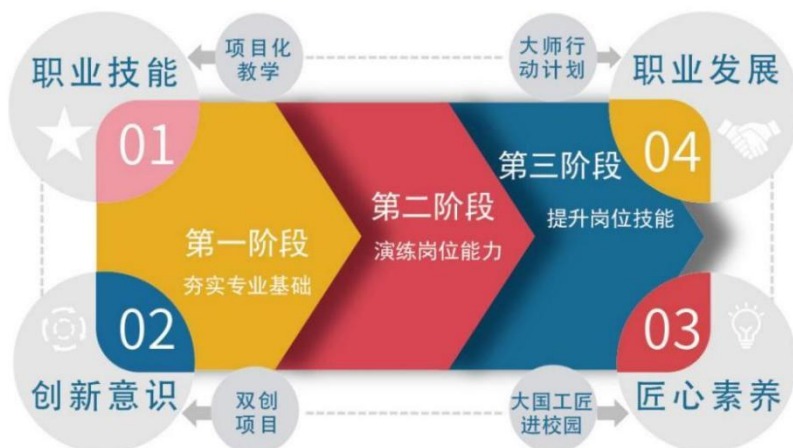 职业技能
项目化
教学
大师行
动计划
职业发展
01
04
第一阶段
夯实专业基础
第二阶段
演练岗位能力
第三阶段
提升岗位技能
02
03
创新意识
双创
项目
大国工匠
进校园
匠心素养